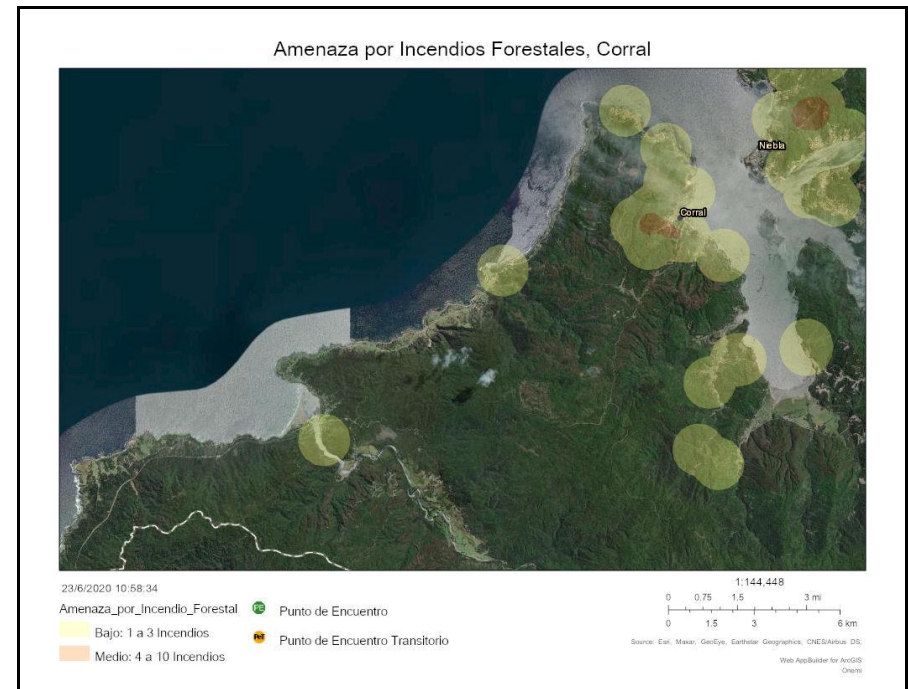 Amenaza por Incendios Forestales, Corral
Niebla
Corral
23/6/2020 10:58:34
Amenaza_por_Incendio_Forestal
Bajo: 1 a 3 Incendios
Medio: 4 a 10 Incendios
PE Punto de Encuentro
PeT Punto de Encuentro Transitorio
1:144,448
0 0,75 1.5 3 mi
0 1.5 3 6 km
Source: Esri, Maxar, GeoEye, Earthstar Geographics, CNES/Airbus DS,
Web AppBuilder for ArcGIS
Onemi